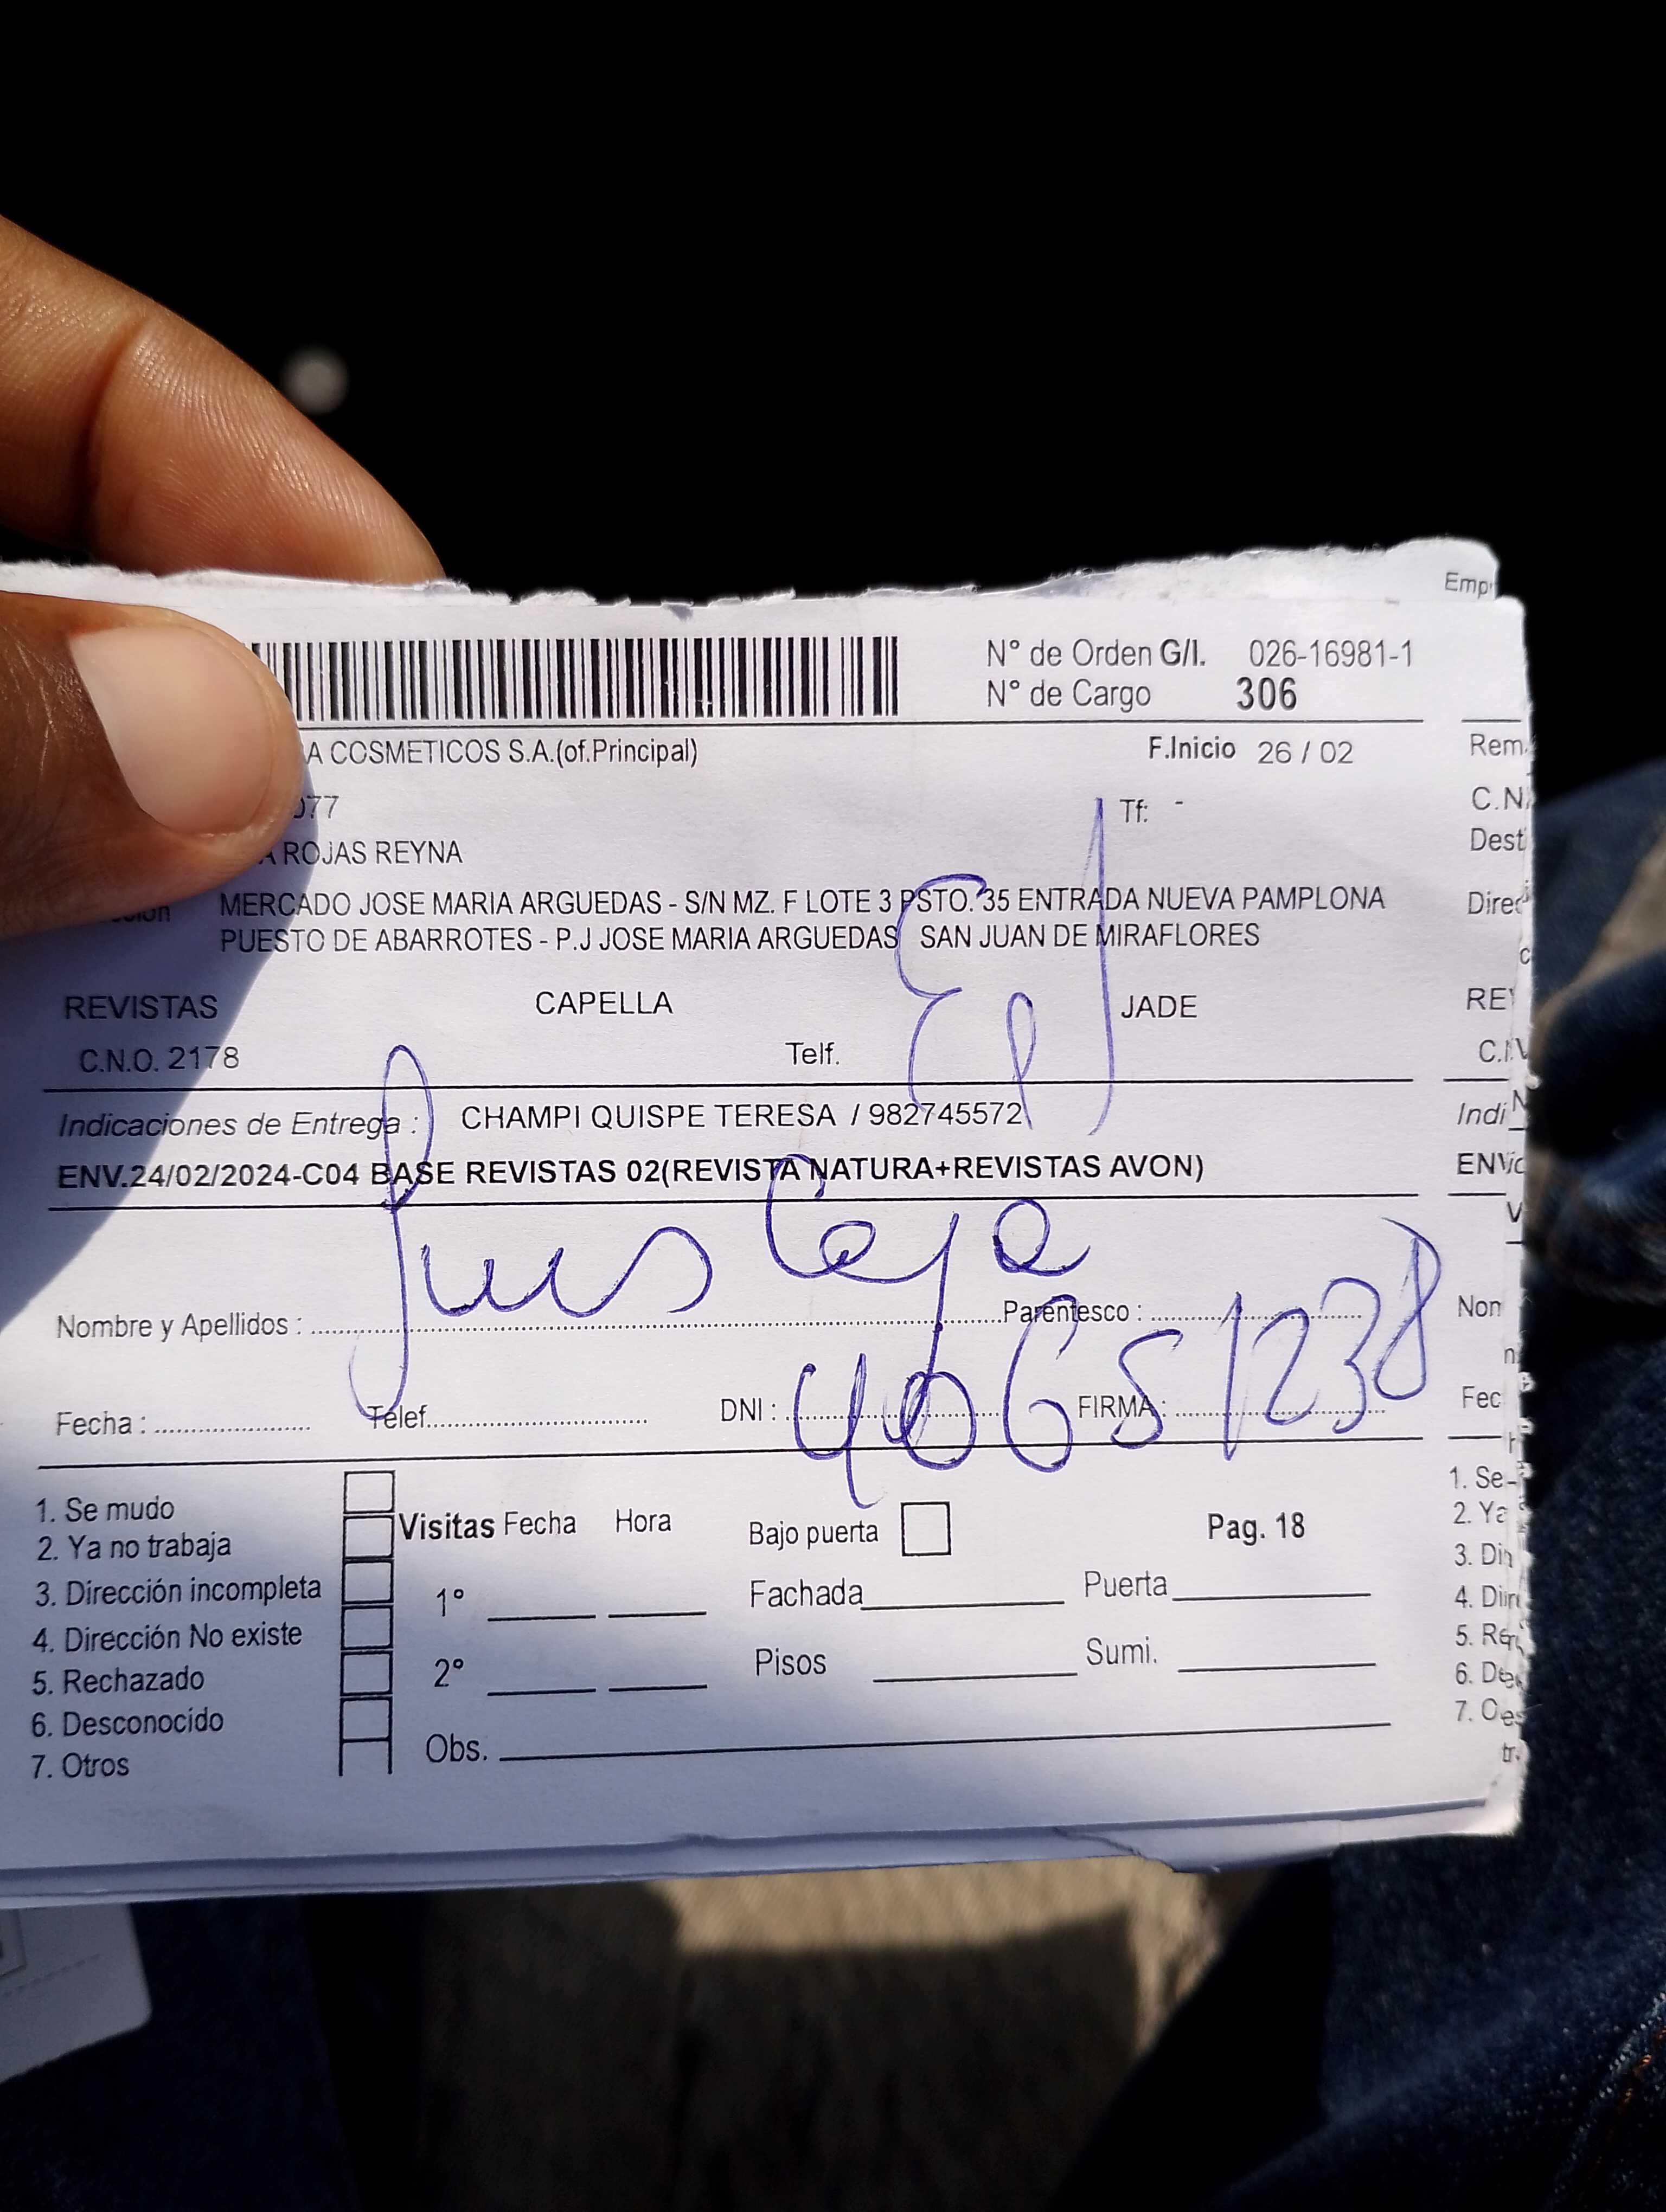 Emp
N° de Orden G/I. 026-16981-1
N° de Cargo 306
A COSMETICOS S.A.(of.Principal) F.Inicio 26 / 02
077 Tf: -
A ROJAS REYNA
MERCADO JOSE MARIA ARGUEDAS - S/N MZ. F LOTE 3 PSTO. 35 ENTRADA NUEVA PAMPLONA
PUESTO DE ABARROTES - P.J JOSE MARIA ARGUEDAS SAN JUAN DE MIRAFLORES
REVISTAS CAPELLA JADE
C.N.O. 2178 Telf.
Indicaciones de Entrega : CHAMPI QUISPE TERESA / 982745572
ENV.24/02/2024-C04 BASE REVISTAS 02(REVISTA NATURA+REVISTAS AVON)
Luis Ceja
Nombre y Apellidos : Parentesco :
Fecha : Telef. DNI : 40651238 FIRMA :
1. Se mudo
2. Ya no trabaja
3. Dirección incompleta
4. Dirección No existe
5. Rechazado
6. Desconocido
7. Otros
Visitas Fecha Hora
1°
2°
Obs.
Bajo puerta Pag. 18
Fachada Puerta
Pisos Sumi.
Rem
C.N.
Dest
Direc
REV
Indi
ENV
Non
Fec
1. Se
2. Ya
3. Dir
4. Dir
5. Re
6. De
7. O